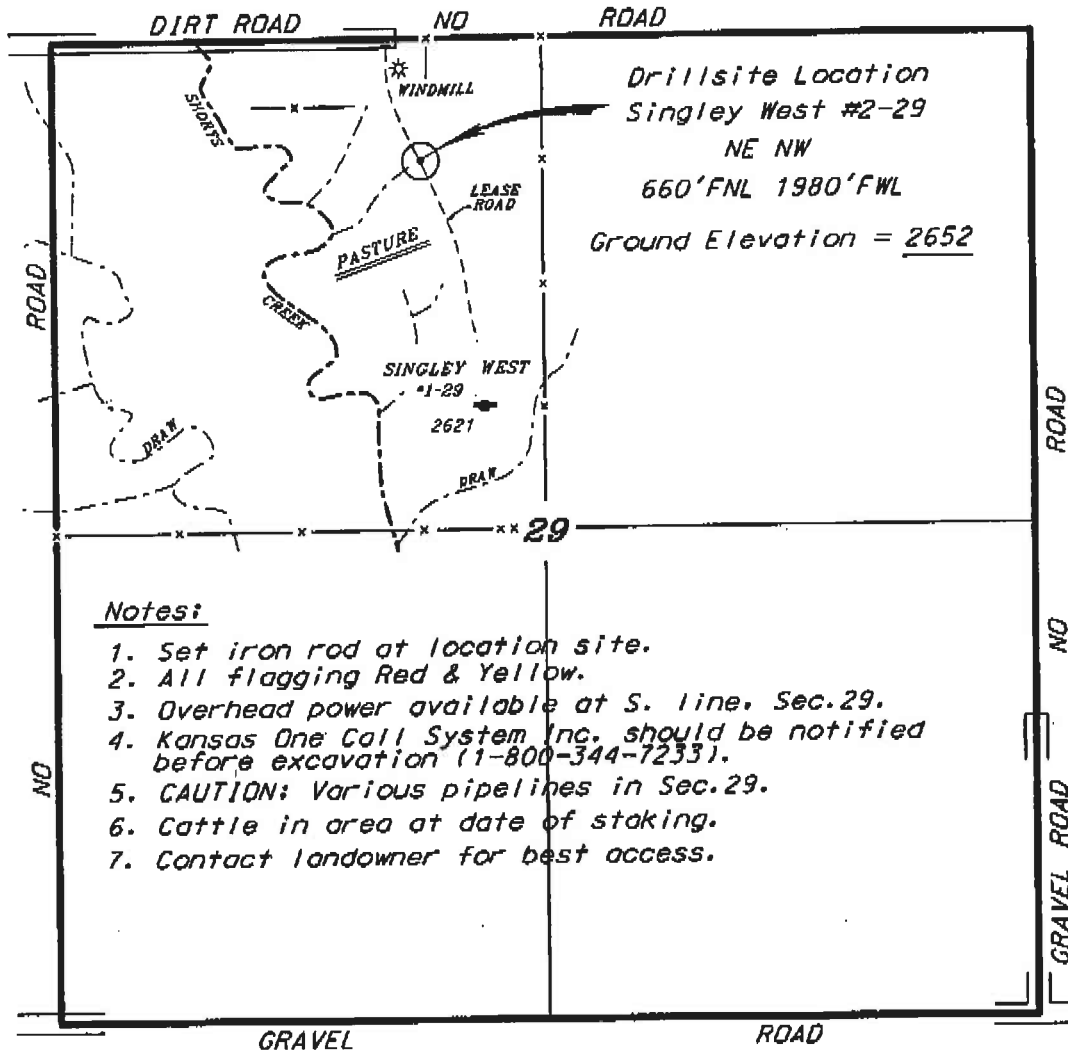 DIRT ROAD
NO
ROAD
WINDMILL
SHORTS
Drillsite Location
Singley West #2-29
NE NW
660'FNL 1980'FWL
Ground Elevation = 2652
LEASE
ROAD
PASTURE
ROAD
CREEK
SINGLEY WEST
#1-29
2621
ROAD
DRAW
DRAW
29
Notes:
1. Set iron rod at location site.
2. All flagging Red & Yellow.
3. Overhead power available at S. line. Sec.29.
4. Kansas One Call System Inc. should be notified
before excavation (1-800-344-7233).
5. CAUTION: Various pipelines in Sec.29.
6. Cattle in area at date of staking.
7. Contact landowner for best access.
NO
NO
GRAVEL ROAD
GRAVEL
ROAD